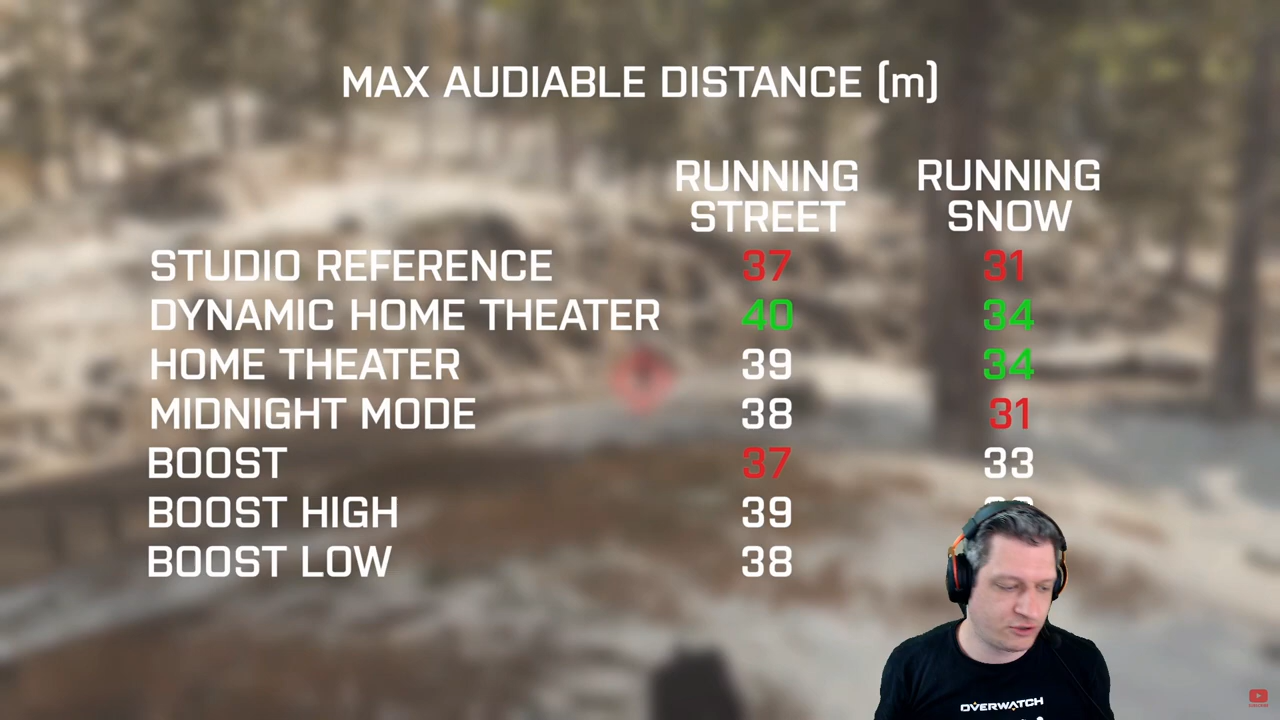 MAX AUDIABLE DISTANCE (m)
RUNNING STREET RUNNING SNOW
STUDIO REFERENCE 37 31
DYNAMIC HOME THEATER 40 34
HOME THEATER 39 34
MIDNIGHT MODE 38 31
BOOST 37 33
BOOST HIGH 39
BOOST LOW 38
OVERWATCH